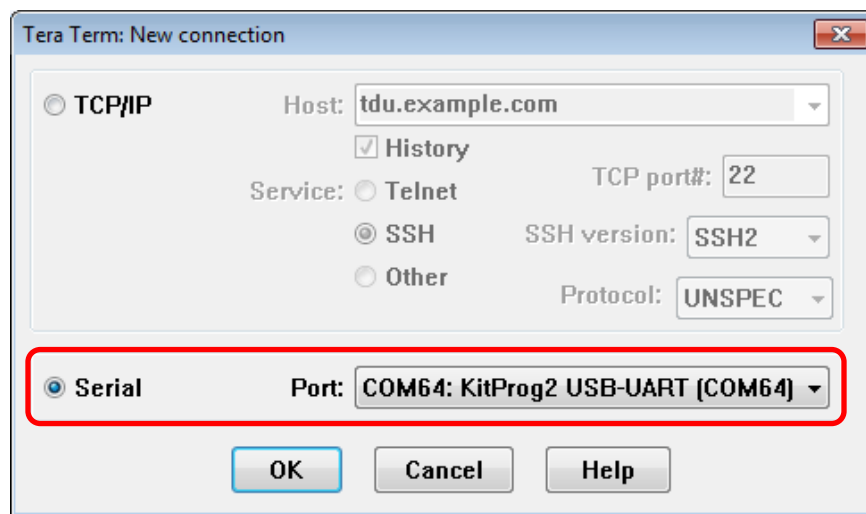 Tera Term: New connection
TCP/IP Host: tdu.example.com
History
Service: Telnet TCP port#: 22
SSH SSH version: SSH2
Other Protocol: UNSPEC
Serial Port: COM64: KitProg2 USB-UART (COM64)
OK Cancel Help